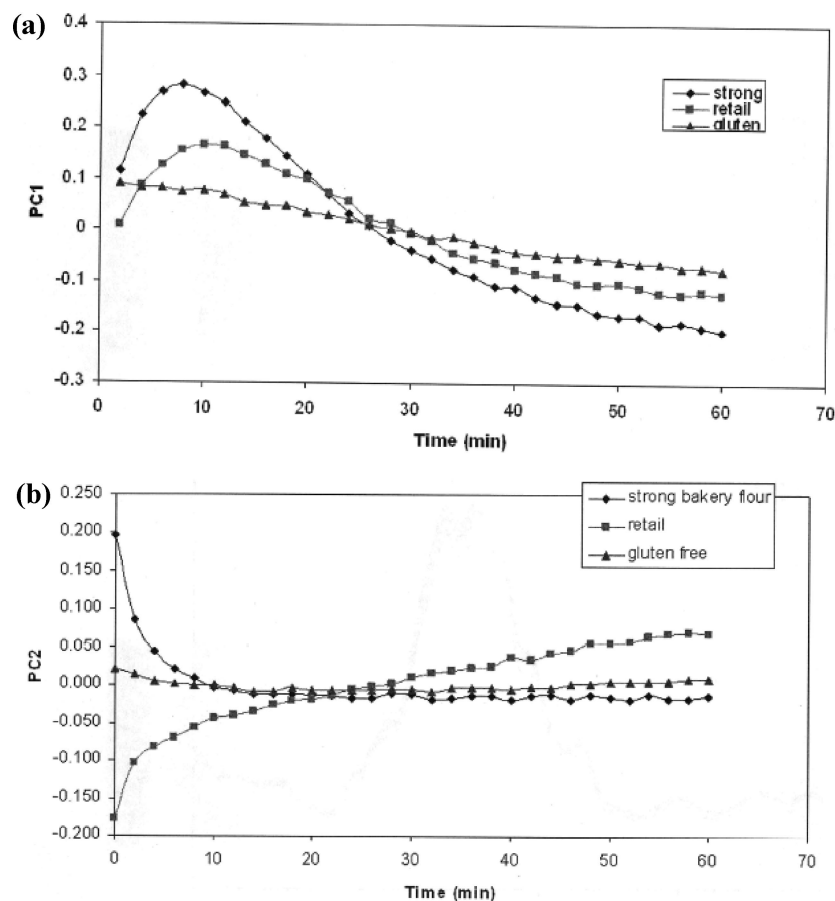 (a)
0.4
0.3
0.2
0.1
0
-0.1
-0.2
-0.3
PC1
strong
retail
gluten
0 10 20 30 40 50 60 70
Time (min)
(b)
0.250
0.200
0.150
0.100
0.050
0.000
-0.050
-0.100
-0.150
-0.200
PC2
strong bakery flour
retail
gluten free
0 10 20 30 40 50 60 70
Time (min)